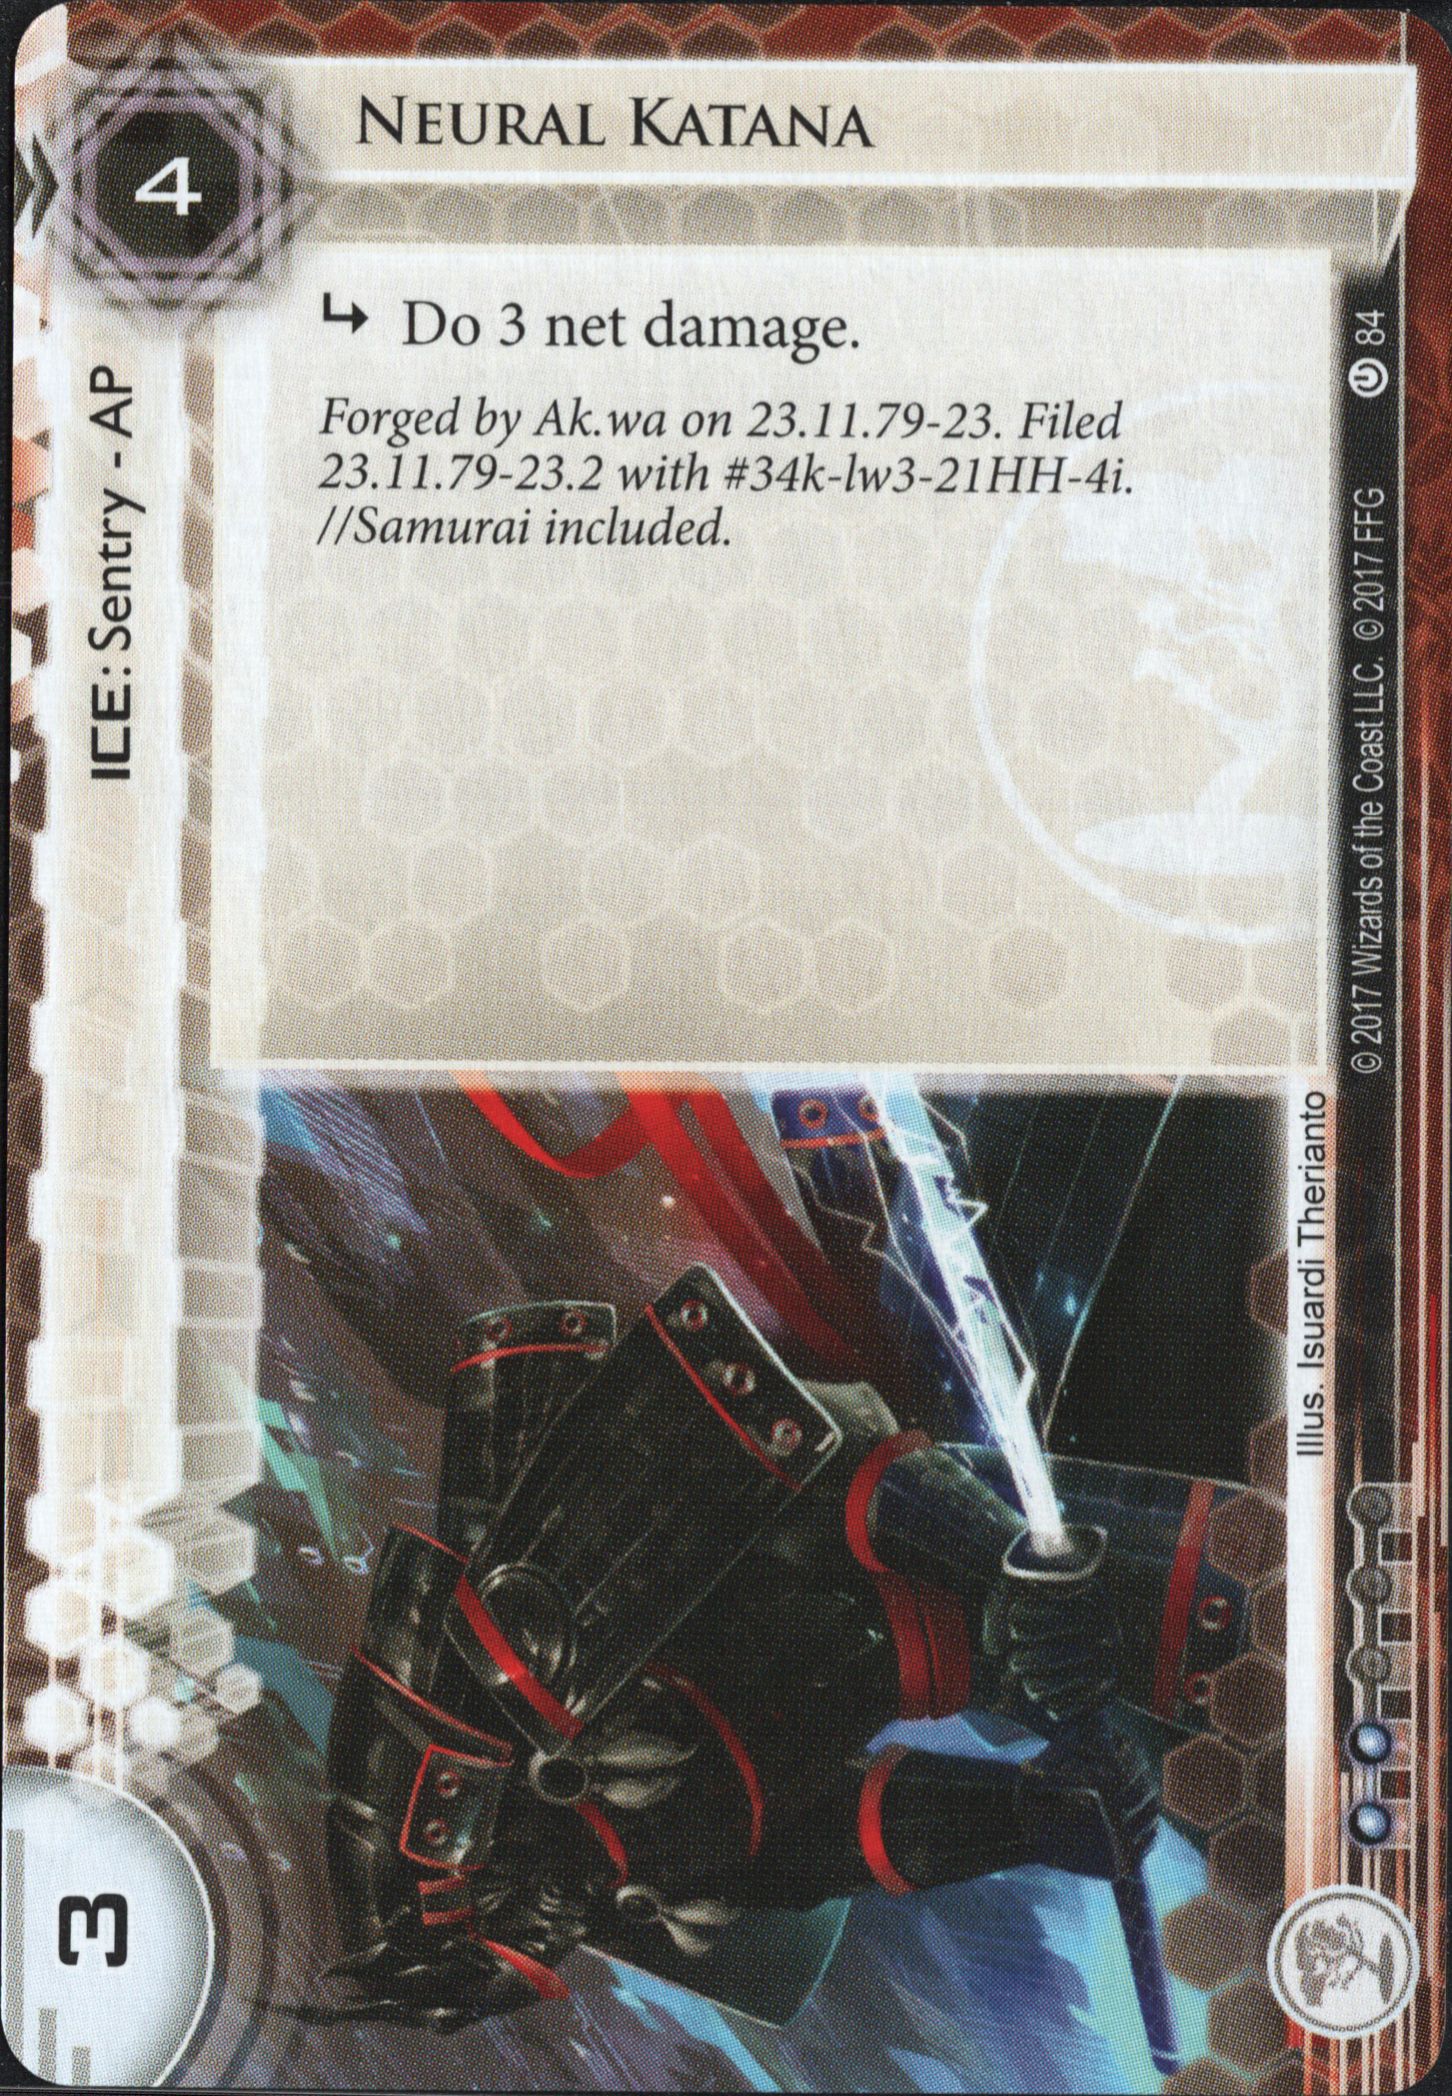 NEURAL KATANA
4
↳ Do 3 net damage.
Forged by Ak.wa on 23.11.79-23. Filed
23.11.79-23.2 with #34k-lw3-21HH-4i.
//Samurai included.
ICE: Sentry - AP
3
Illus. Isuardi Therianto
© 2017 Wizards of the Coast LLC. © 2017 FFG 84